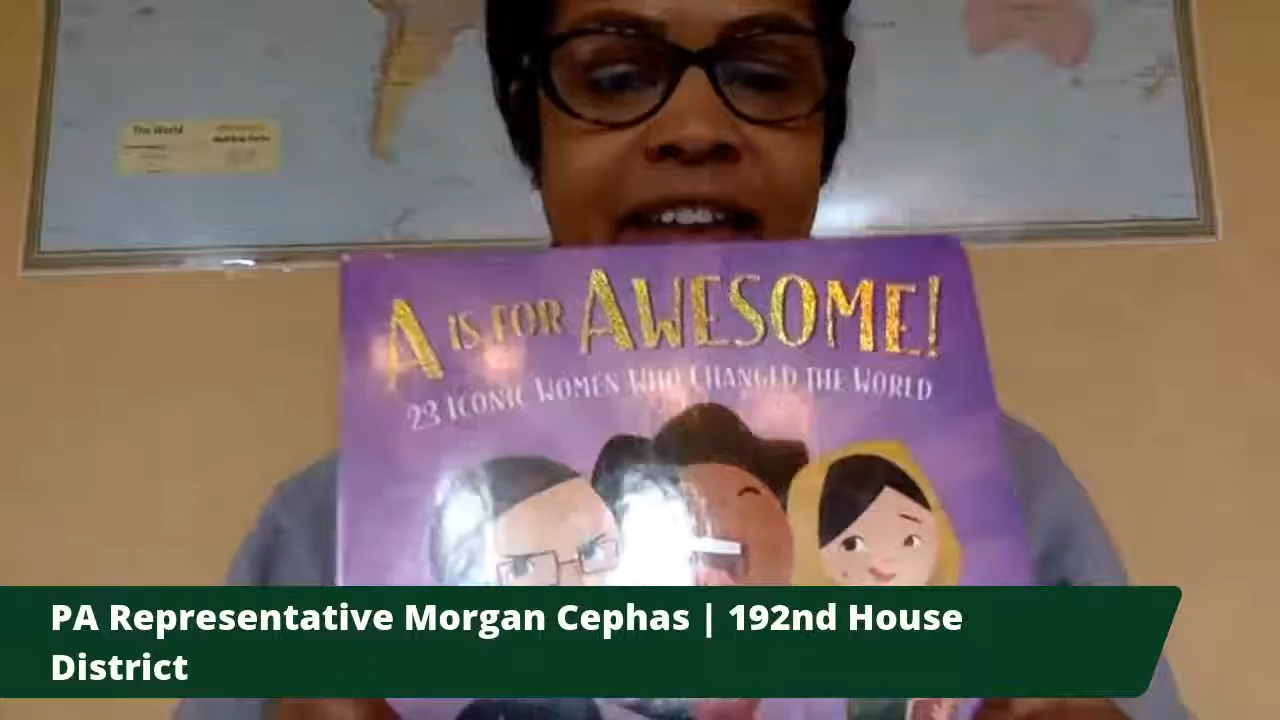 The World
A IS FOR AWESOME!
23 ICONIC WOMEN WHO CHANGED THE WORLD
PA Representative Morgan Cephas | 192nd House
District